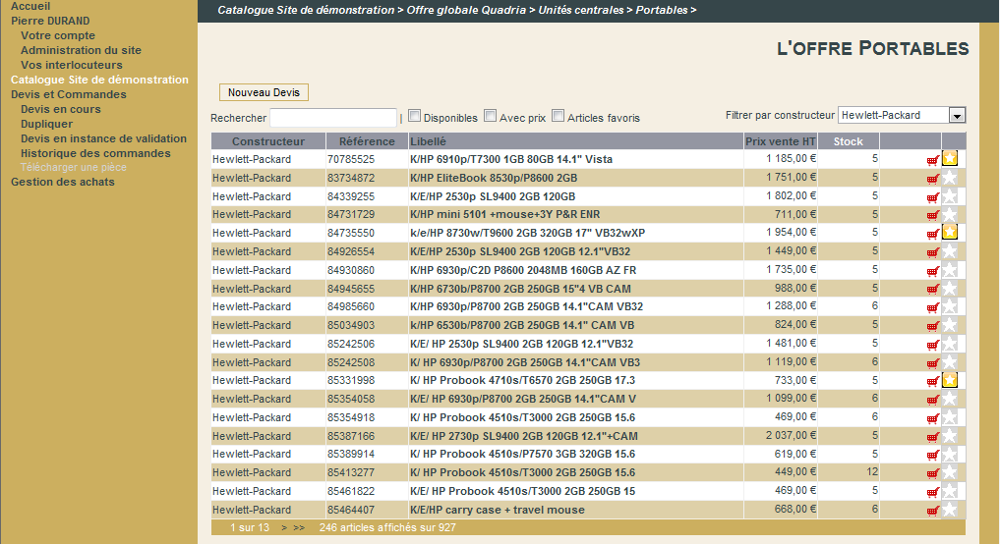 Accueil
Pierre DURAND
Votre compte
Administration du site
Vos interlocuteurs
Catalogue Site de démonstration
Devis et Commandes
Devis en cours
Dupliquer
Devis en instance de validation
Historique des commandes
Télécharger une pièce
Gestion des achats
Catalogue Site de démonstration > Offre globale Quadria > Unités centrales > Portables >
L'OFFRE PORTABLES
Nouveau Devis
Rechercher | Disponibles Avec prix Articles favoris Filtrer par constructeur Hewlett-Packard
Constructeur Référence Libellé Prix vente HT Stock
Hewlett-Packard 70785525 K/HP 6910p/T7300 1GB 80GB 14.1" Vista 1 185,00 € 5
Hewlett-Packard 83734872 K/HP EliteBook 8530p/P8600 2GB 1 751,00 € 5
Hewlett-Packard 84339255 K/E/HP 2530p SL9400 2GB 120GB 1 802,00 € 5
Hewlett-Packard 84731729 K/HP mini 5101 +mouse+3Y P&R ENR 711,00 € 5
Hewlett-Packard 84735550 k/e/HP 8730w/T9600 2GB 320GB 17" VB32wXP 1 954,00 € 5
Hewlett-Packard 84926554 K/E/HP 2530p SL9400 2GB 120GB 12.1"VB32 1 449,00 € 5
Hewlett-Packard 84930860 K/HP 6930p/C2D P8600 2048MB 160GB AZ FR 1 735,00 € 5
Hewlett-Packard 84945655 K/HP 6730b/P8700 2GB 250GB 15"4 VB CAM 988,00 € 5
Hewlett-Packard 84985660 K/HP 6930p/P8700 2GB 250GB 14.1"CAM VB32 1 288,00 € 6
Hewlett-Packard 85034903 k/HP 6530b/P8700 2GB 250GB 14.1" CAM VB 824,00 € 5
Hewlett-Packard 85242506 K/E/ HP 2530p SL9400 2GB 120GB 12.1"VB32 1 481,00 € 5
Hewlett-Packard 85242508 K/ HP 6930p/P8700 2GB 250GB 14.1"CAM VB3 1 119,00 € 6
Hewlett-Packard 85331998 K/ HP Probook 4710s/T6570 2GB 250GB 17.3 733,00 € 5
Hewlett-Packard 85354058 K/E/ HP 6930p/P8700 2GB 250GB 14.1"CAM V 1 099,00 € 6
Hewlett-Packard 85354918 K/ HP Probook 4510s/T3000 2GB 250GB 15.6 469,00 € 6
Hewlett-Packard 85387166 K/E/ HP 2730p SL9400 2GB 120GB 12.1"+CAM 2 037,00 € 5
Hewlett-Packard 85389914 K/ HP Probook 4510s/P7570 3GB 320GB 15.6 619,00 € 5
Hewlett-Packard 85413277 K/ HP Probook 4510s/T3000 2GB 250GB 15.6 449,00 € 12
Hewlett-Packard 85461822 K/E/ HP Probook 4510s/T3000 2GB 250GB 15 469,00 € 5
Hewlett-Packard 85464407 K/E/HP carry case + travel mouse 668,00 € 6
1 sur 13 > >> 246 articles affichés sur 927